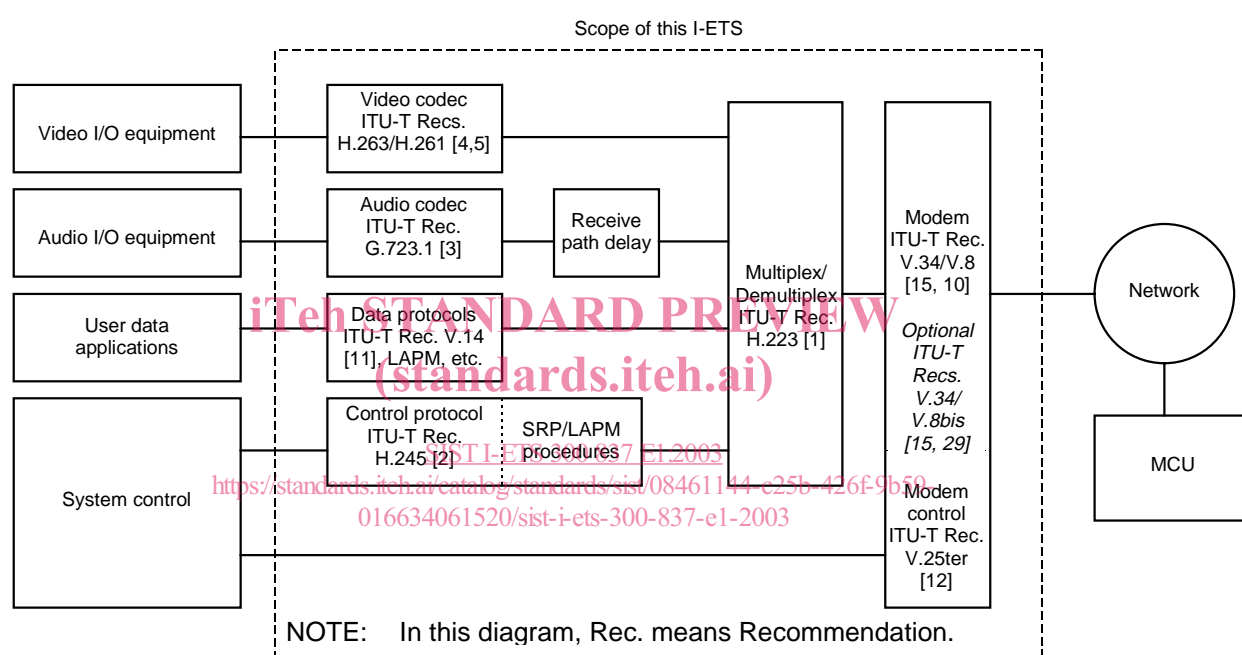 Scope of this I-ETS
Video I/O equipment
Video codec
ITU-T Recs.
H.263/H.261 [4,5]
Audio I/O equipment
Audio codec
ITU-T Rec.
G.723.1 [3]
Receive
path delay
User data
applications
Data protocols
ITU-T Rec. V.14
[11], LAPM, etc.
System control
Control protocol
ITU-T Rec.
H.245 [2]
SRP/LAPM
procedures
Multiplex/
Demultiplex
ITU-T Rec.
H.223 [1]
Modem
ITU-T Rec.
V.34/V.8
[15, 10]
Optional
ITU-T
Recs.
V.34/
V.8bis
[15, 29]
Modem
control
ITU-T Rec.
V.25ter
[12]
Network
MCU
iTeh STANDARD PREVIEW
(standards.iteh.ai)
SIST I-ETS 300 837 E1:2003
https://standards.iteh.ai/catalog/standards/sist/08461144-c25b-426f-9b59-
016634061520/sist-i-ets-300-837-e1-2003
NOTE: In this diagram, Rec. means Recommendation.